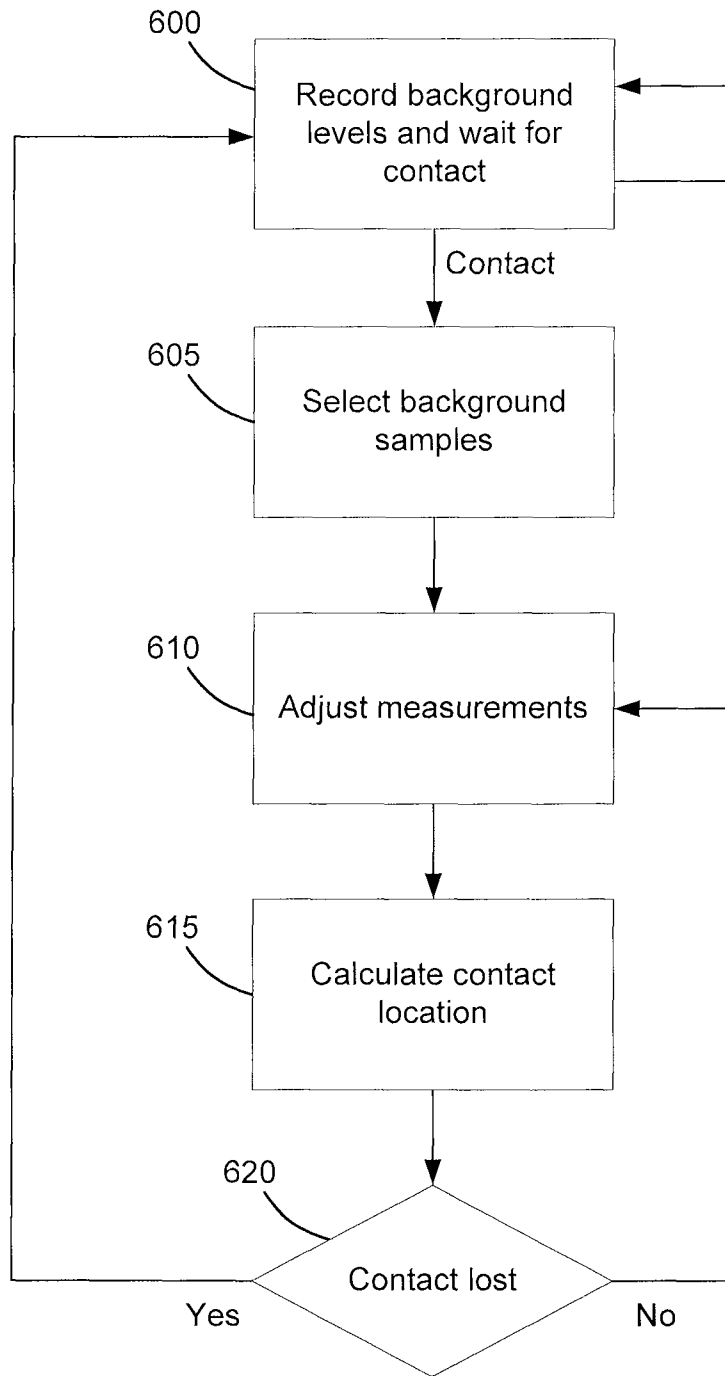 600
Record background
levels and wait for
contact
Contact
605
Select background
samples
610
Adjust measurements
615
Calculate contact
location
620
Contact lost
Yes
No